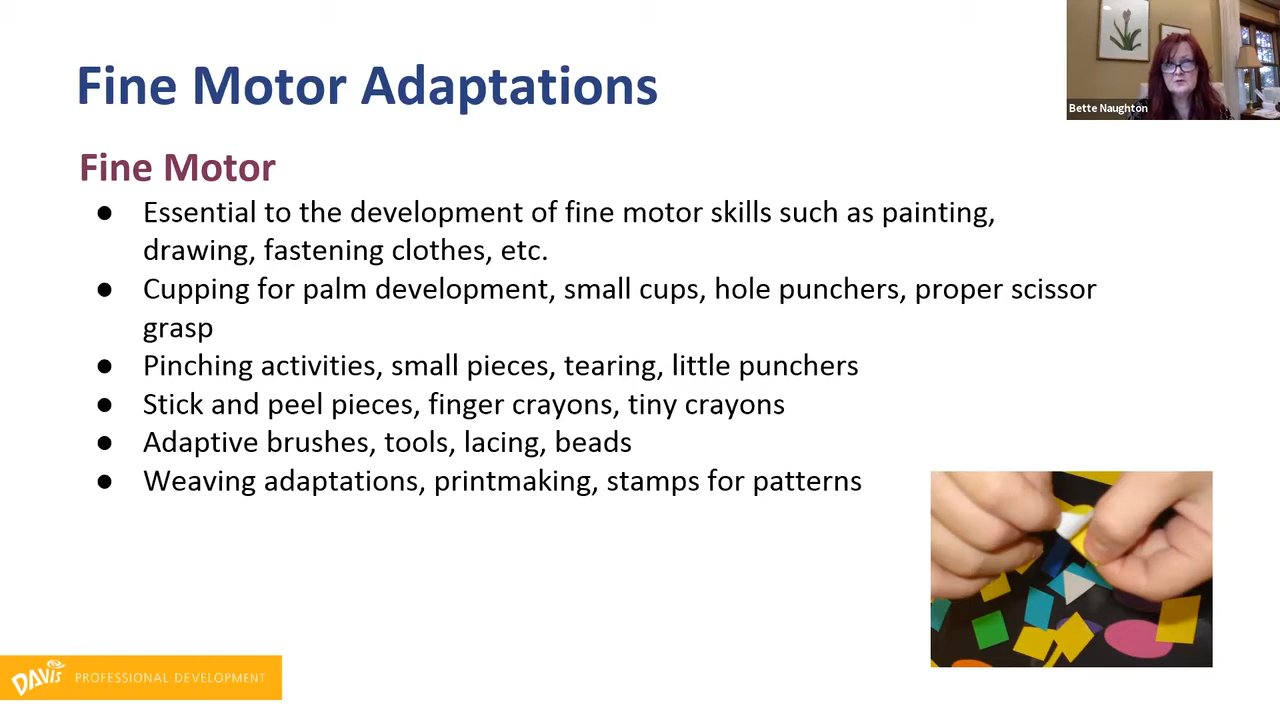 Fine Motor Adaptations
Bette Naughton
Fine Motor
● Essential to the development of fine motor skills such as painting,
drawing, fastening clothes, etc.
● Cupping for palm development, small cups, hole punchers, proper scissor
grasp
● Pinching activities, small pieces, tearing, little punchers
● Stick and peel pieces, finger crayons, tiny crayons
● Adaptive brushes, tools, lacing, beads
● Weaving adaptations, printmaking, stamps for patterns
DAVIS PROFESSIONAL DEVELOPMENT